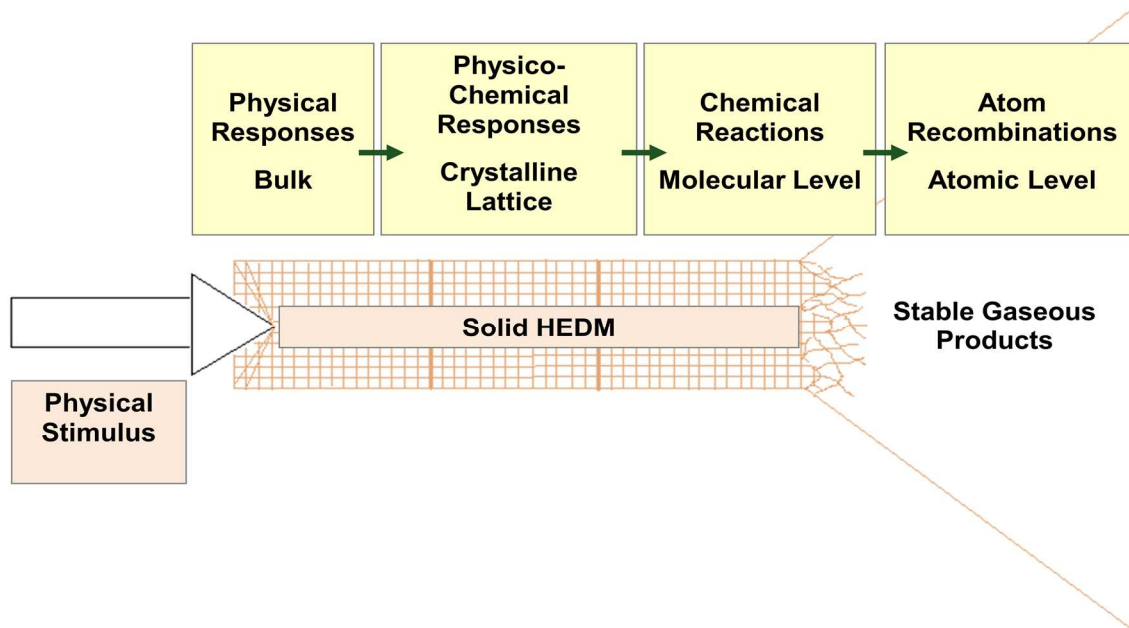 Physical
Responses
Bulk
Physico-
Chemical
Responses
Crystalline
Lattice
Chemical
Reactions
Molecular Level
Atom
Recombinations
Atomic Level
Solid HEDM
Stable Gaseous
Products
Physical
Stimulus